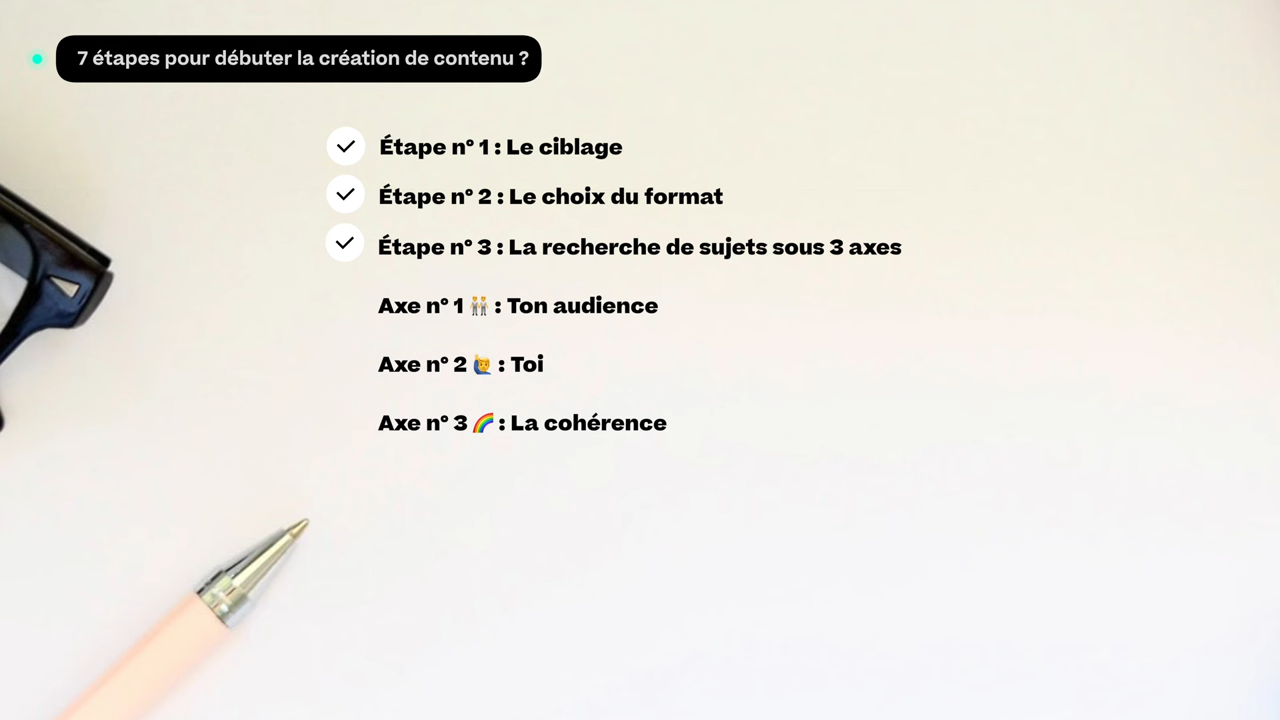 7 étapes pour débuter la création de contenu ?
Étape n° 1 : Le ciblage
Étape n° 2 : Le choix du format
Étape n° 3 : La recherche de sujets sous 3 axes
Axe n° 1 👬 : Ton audience
Axe n° 2 🙋‍♂️ : Toi
Axe n° 3 🌈 : La cohérence